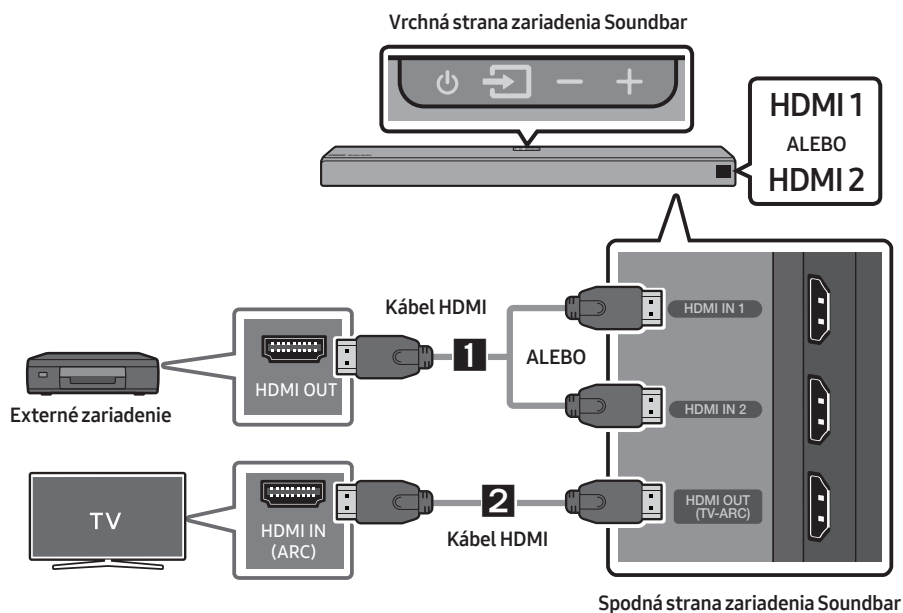 Vrchná strana zariadenia Soundbar
HDMI 1
ALEBO
HDMI 2
Kábel HDMI
HDMI IN 1
1
ALEBO
HDMI OUT
Externé zariadenie
HDMI IN 2
TV
HDMI IN
(ARC)
2
Kábel HDMI
HDMI OUT
(TV-ARC)
Spodná strana zariadenia Soundbar